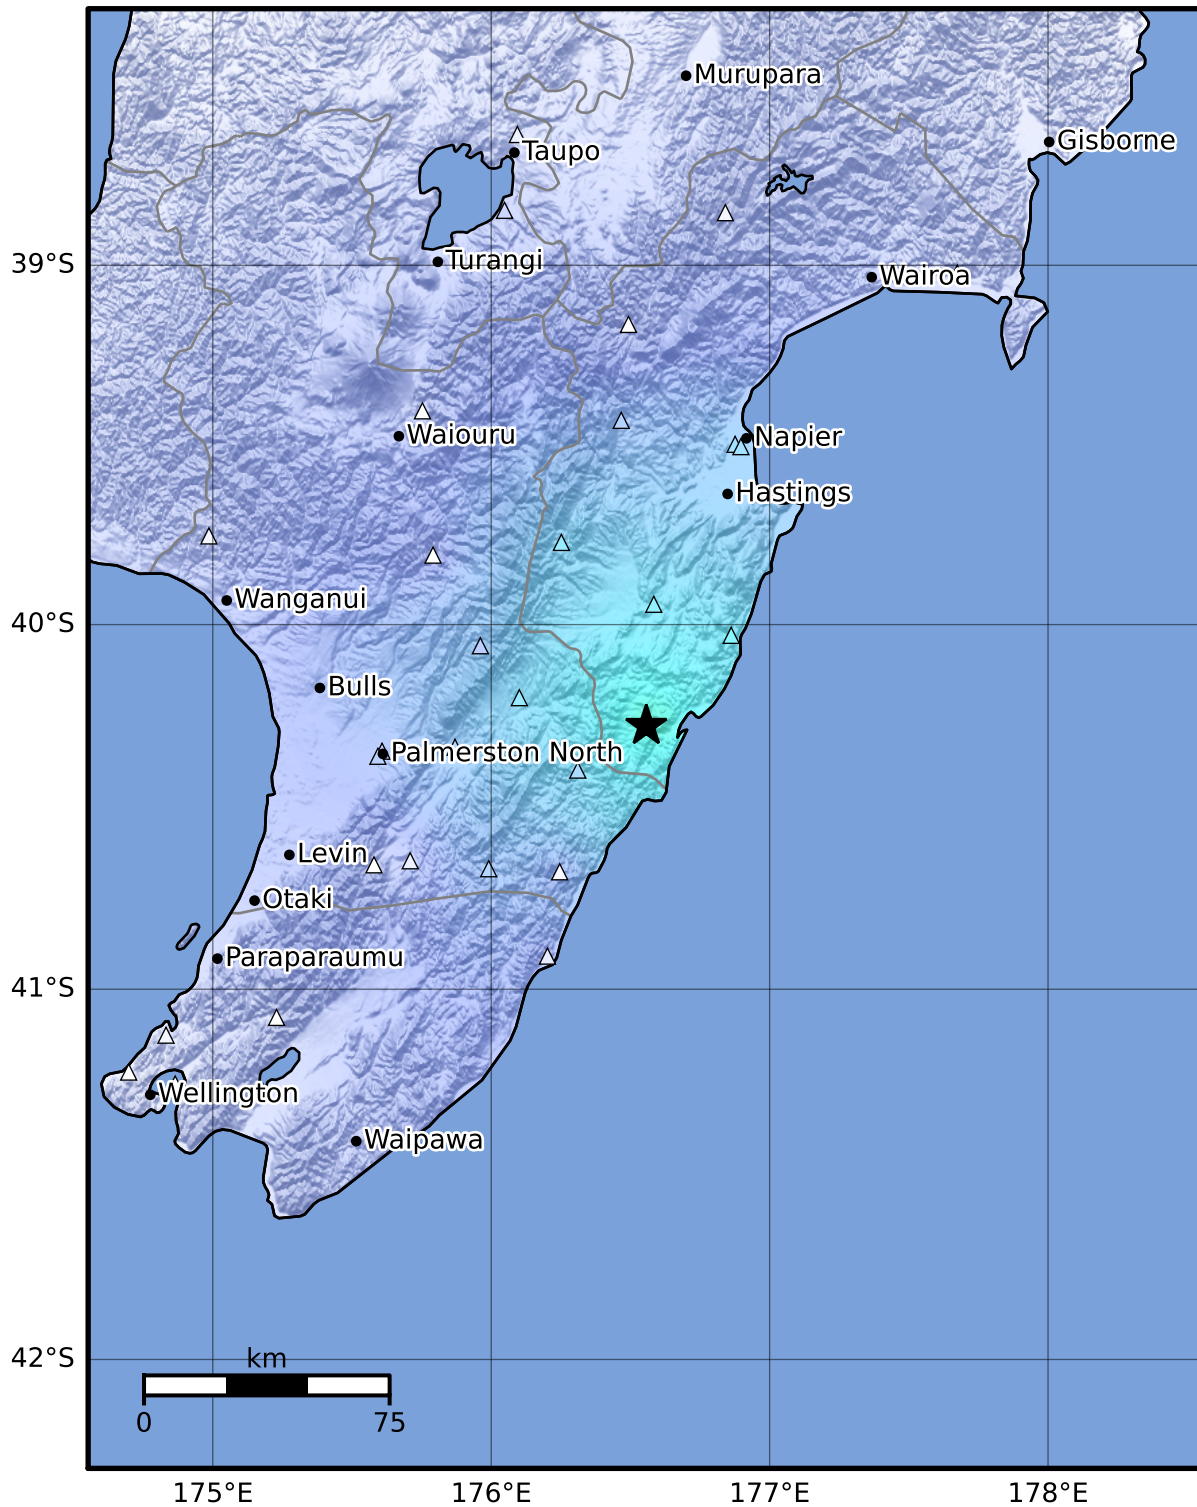 Murupara
Gisborne
Taupo
Turangi
39°S
Wairoa
Waiouru
Napier
Hastings
Wanganui
40°S
Bulls
Palmerston North
Levin
Otaki
Paraparaumu
41°S
Wellington
Waipawa
42°S
km
0 75
175°E 176°E 177°E 178°E